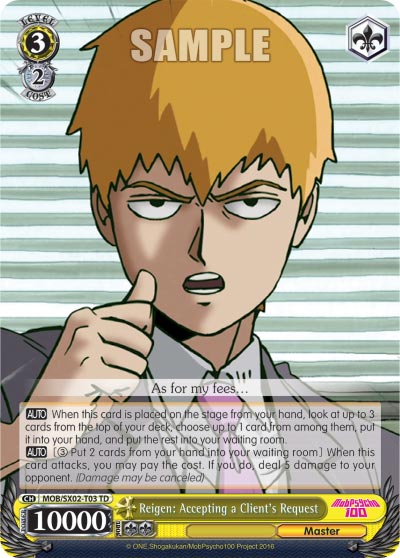 LEVEL
3
2
COST
SAMPLE
As for my fees...
AUTO When this card is placed on the stage from your hand, look at up to 3
cards from the top of your deck, choose up to 1 card from among them, put
it into your hand, and put the rest into your waiting room.
AUTO [③ Put 2 cards from your hand into your waiting room] When this
card attacks, you may pay the cost. If you do, deal 5 damage to your
opponent. (Damage may be canceled)
CH MOB/SX02-T03 TD
POWER 10000
SOUL
Reigen: Accepting a Client's Request
MobPsycho
100
Master
© ONE,Shogakukan/MobPsycho100 Project 2016